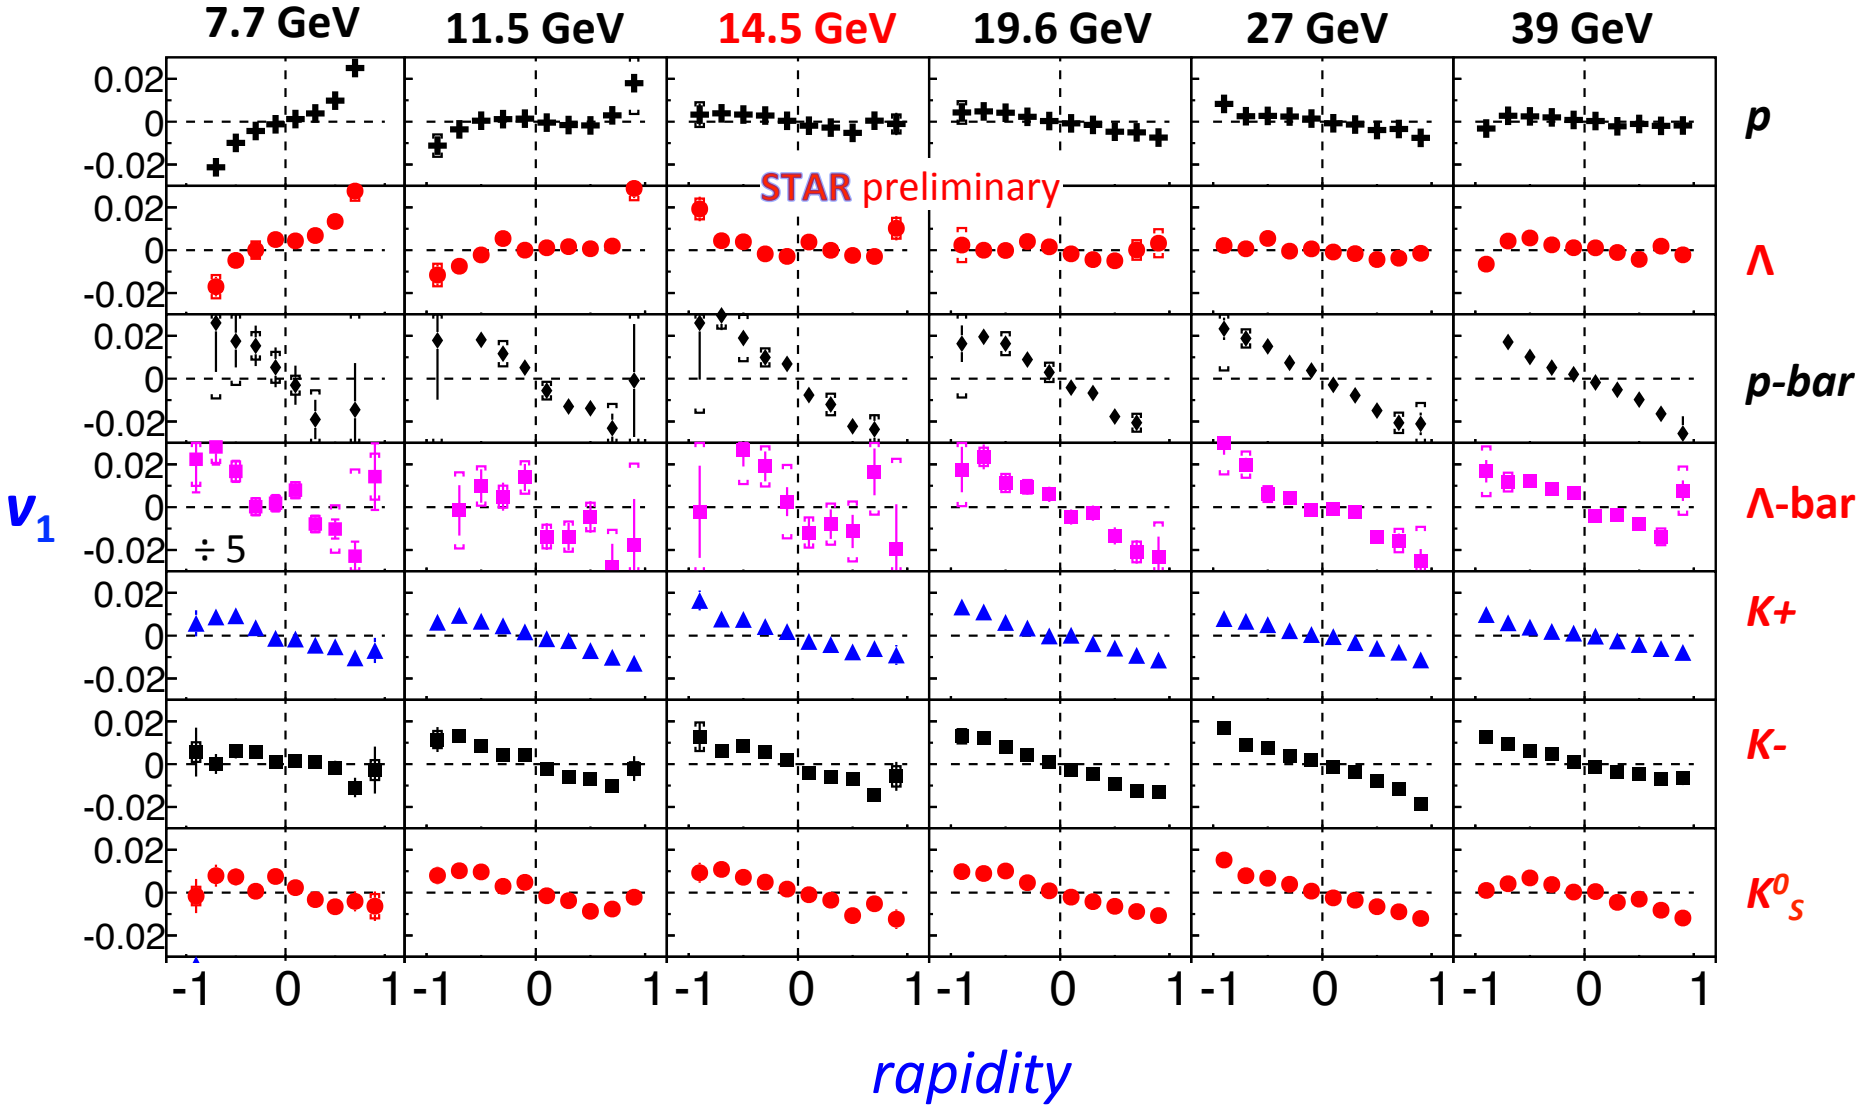 7.7 GeV 11.5 GeV 14.5 GeV 19.6 GeV 27 GeV 39 GeV
0.02
0
-0.02
p
STAR preliminary
0.02
0
-0.02
Λ
0.02
0
-0.02
p-bar
0.02
0
-0.02
÷ 5
Λ-bar
v1
0.02
0
-0.02
K+
0.02
0
-0.02
K-
0.02
0
-0.02
K0S
-1 0 1 -1 0 1 -1 0 1 -1 0 1 -1 0 1 -1 0 1
rapidity